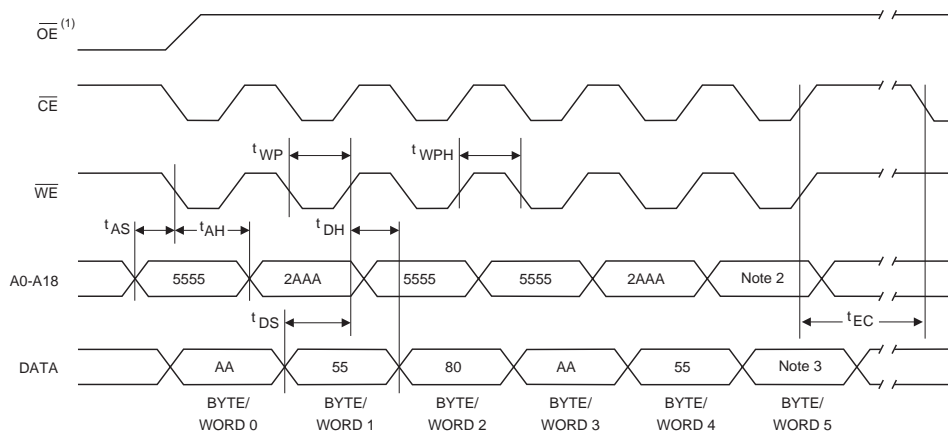 OE (1)
CE
t WP
t WPH
WE
t AS
t AH
t DH
A0-A18
5555
2AAA
5555
5555
2AAA
Note 2
t DS
t EC
DATA
AA
55
80
AA
55
Note 3
BYTE/
WORD 0
BYTE/
WORD 1
BYTE/
WORD 2
BYTE/
WORD 3
BYTE/
WORD 4
BYTE/
WORD 5